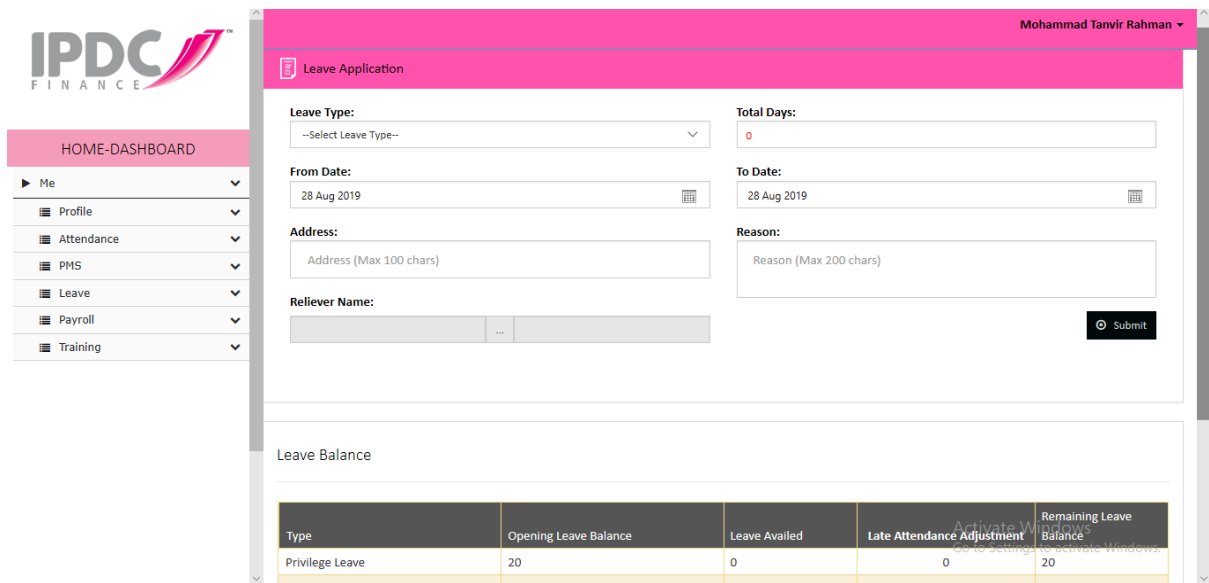 IPDC
FINANCE
TM
Mohammad Tanvir Rahman
Leave Application
HOME-DASHBOARD
Me
Profile
Attendance
PMS
Leave
Payroll
Training
Leave Type:
--Select Leave Type--
Total Days:
0
From Date:
28 Aug 2019
To Date:
28 Aug 2019
Address:
Address (Max 100 chars)
Reason:
Reason (Max 200 chars)
Reliever Name:
...
Submit
Leave Balance
Type Opening Leave Balance Leave Availed Late Attendance Adjustment Remaining Leave Balance
Privilege Leave 20 0 0 20
Activate Windows
Go to Settings to activate Windows.